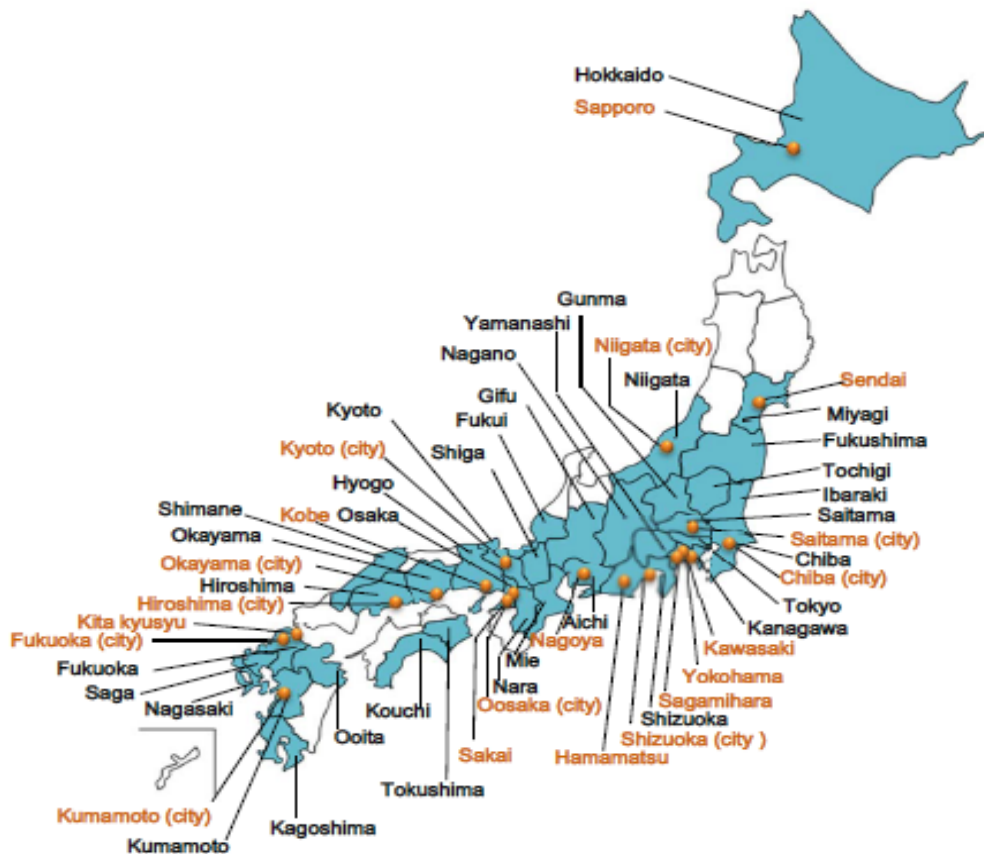 Hokkaido
Sapporo
Gunma
Yamanashi
Niigata (city)
Nagano
Niigata
Sendai
Gifu
Miyagi
Kyoto
Fukui
Fukushima
Kyoto (city)
Shiga
Tochigi
Hyogo
Ibaraki
Shimane
Kobe Osaka
Saitama
Okayama
Saitama (city)
Okayama (city)
Chiba
Hiroshima
Chiba (city)
Hiroshima (city)
Tokyo
Kita kyusyu
Aichi
Kanagawa
Fukuoka (city)
Nagoya
Kawasaki
Fukuoka
Mie
Yokohama
Saga
Nara
Sagamihara
Nagasaki
Kouchi
Oosaka (city)
Shizuoka
Ooita
Shizuoka (city )
Sakai
Hamamatsu
Tokushima
Kumamoto (city)
Kagoshima
Kumamoto